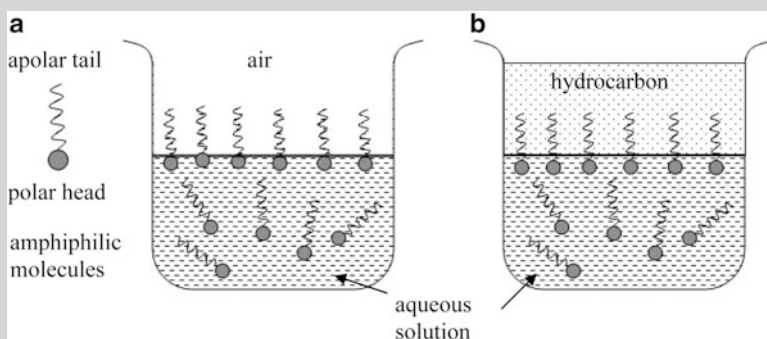 a
apolar tail
polar head
amphiphilic
molecules
air
aqueous
solution
b
hydrocarbon